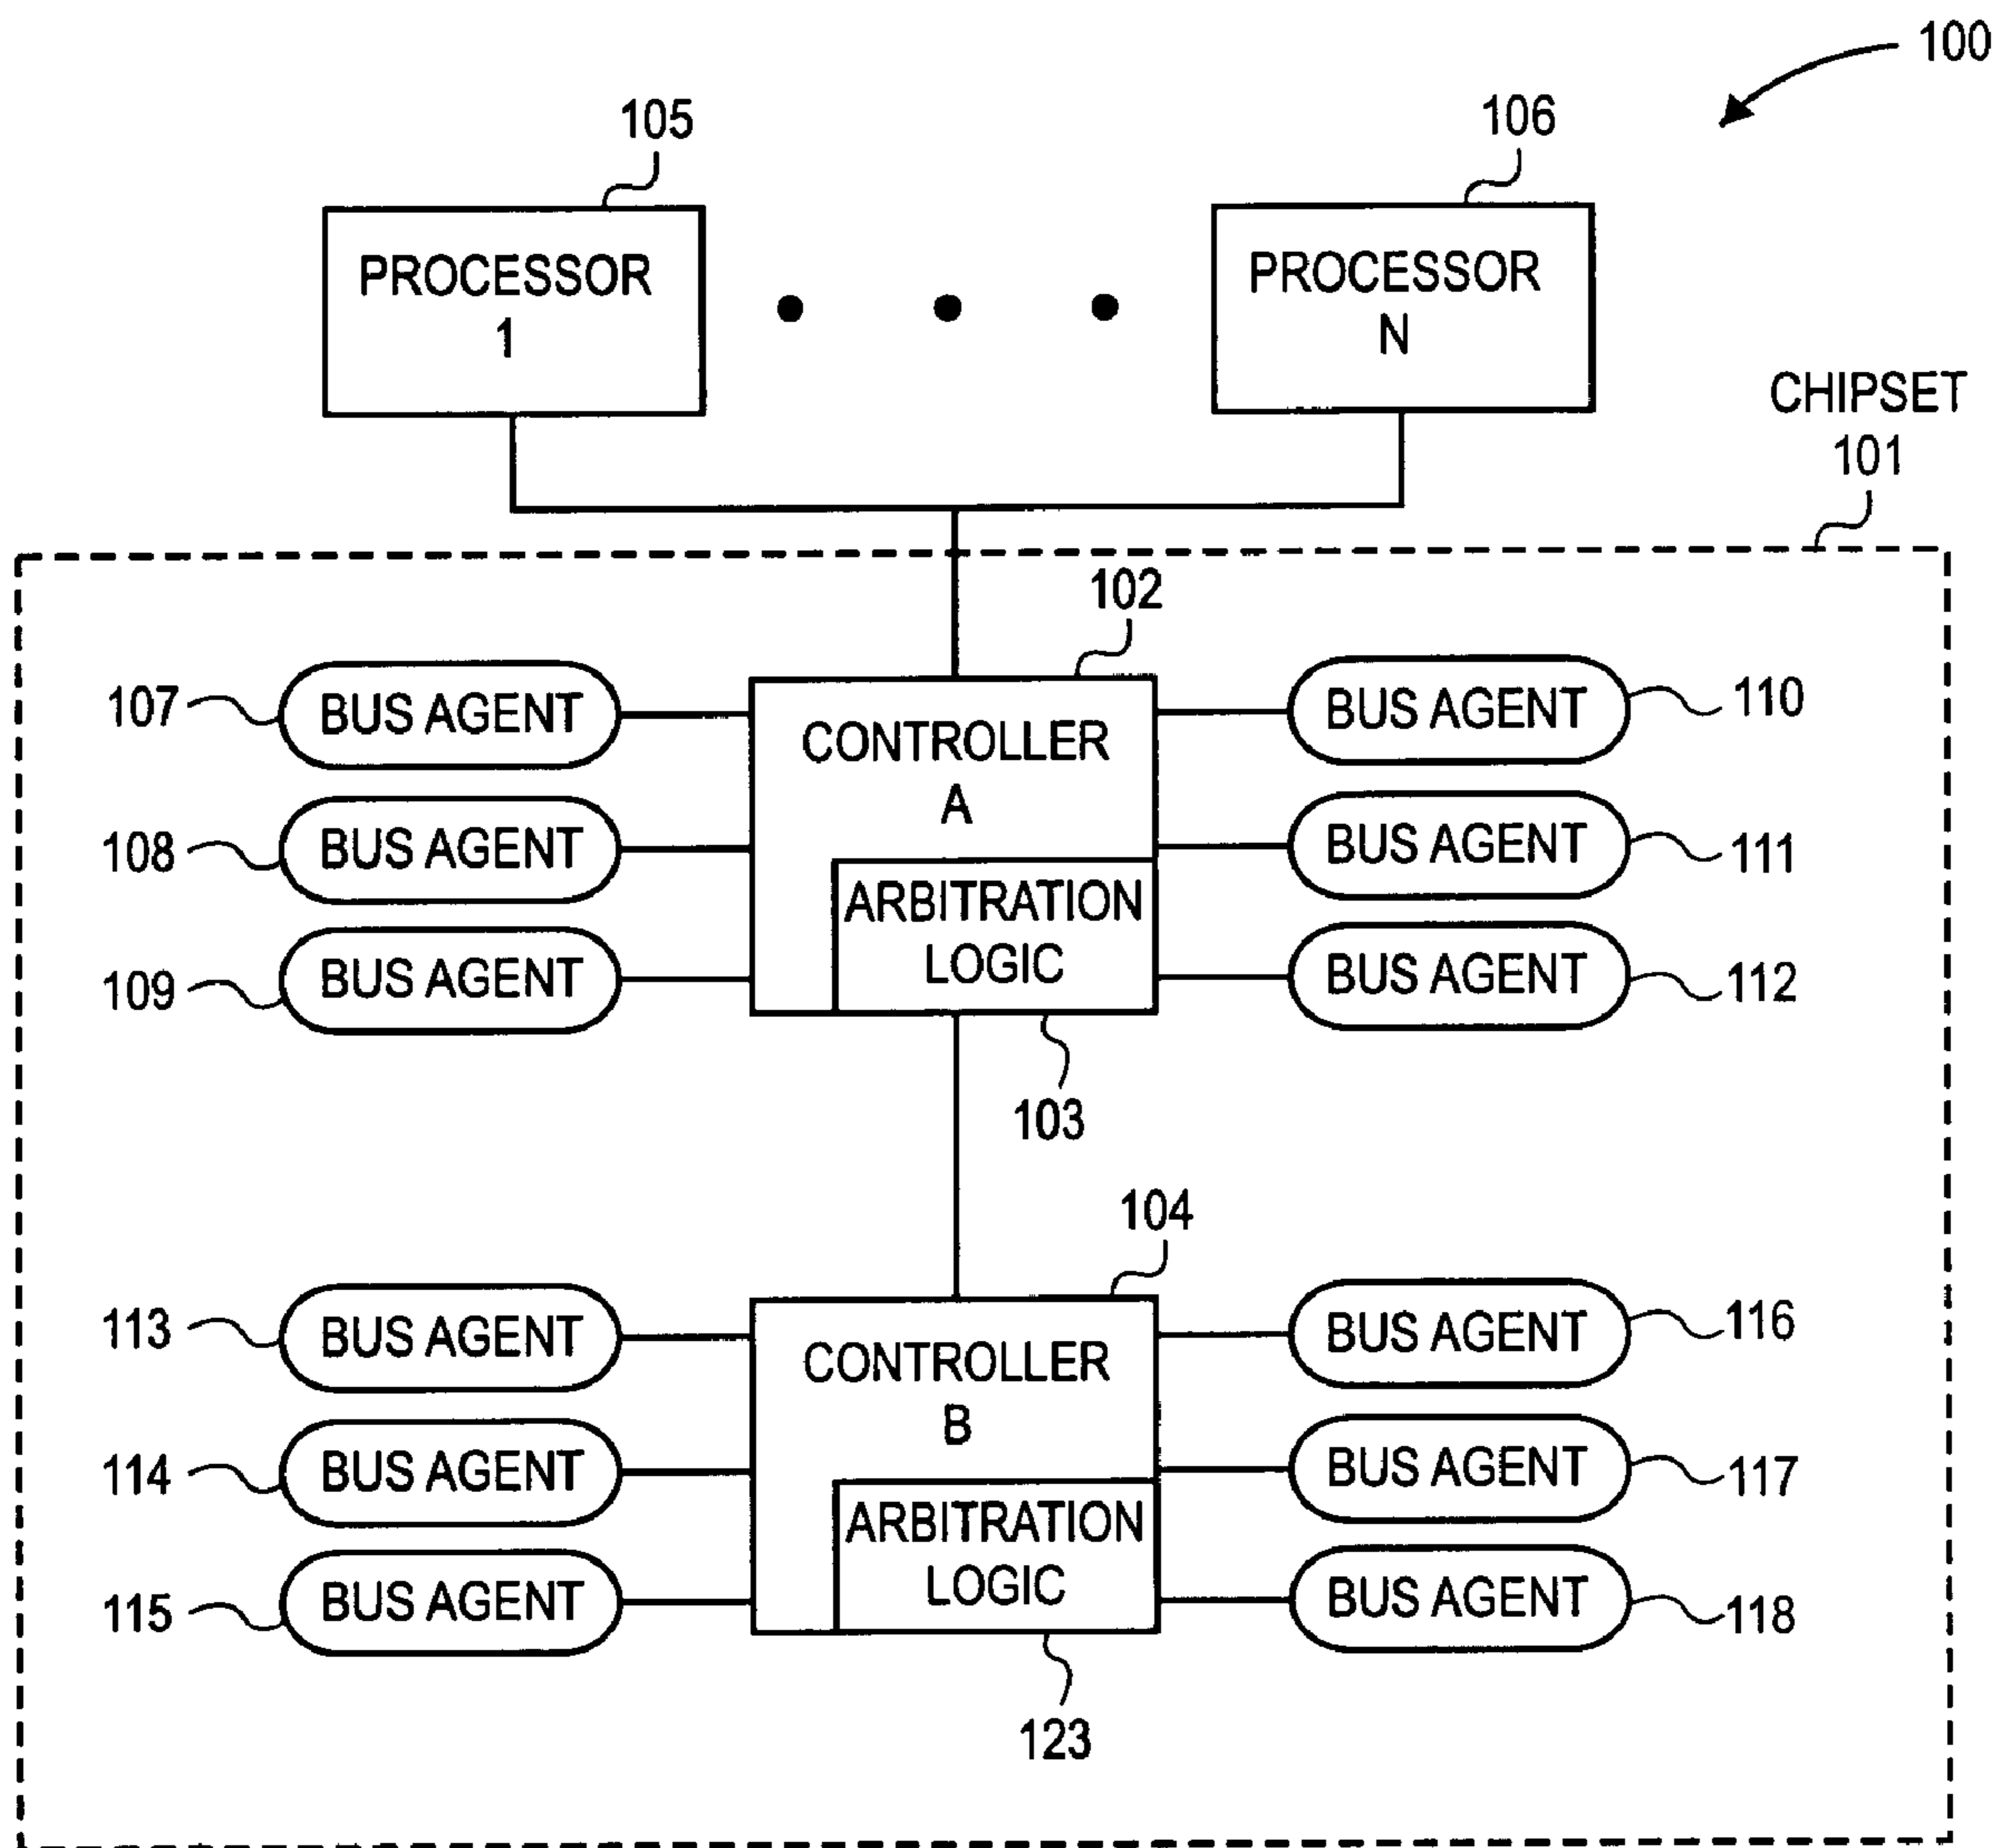 100
105
106
PROCESSOR
1
PROCESSOR
N
CHIPSET
101
102
107
BUS AGENT
CONTROLLER
A
BUS AGENT
110
108
BUS AGENT
BUS AGENT
111
ARBITRATION
LOGIC
109
BUS AGENT
BUS AGENT
112
103
104
113
BUS AGENT
CONTROLLER
B
BUS AGENT
116
114
BUS AGENT
BUS AGENT
117
ARBITRATION
LOGIC
115
BUS AGENT
BUS AGENT
118
123